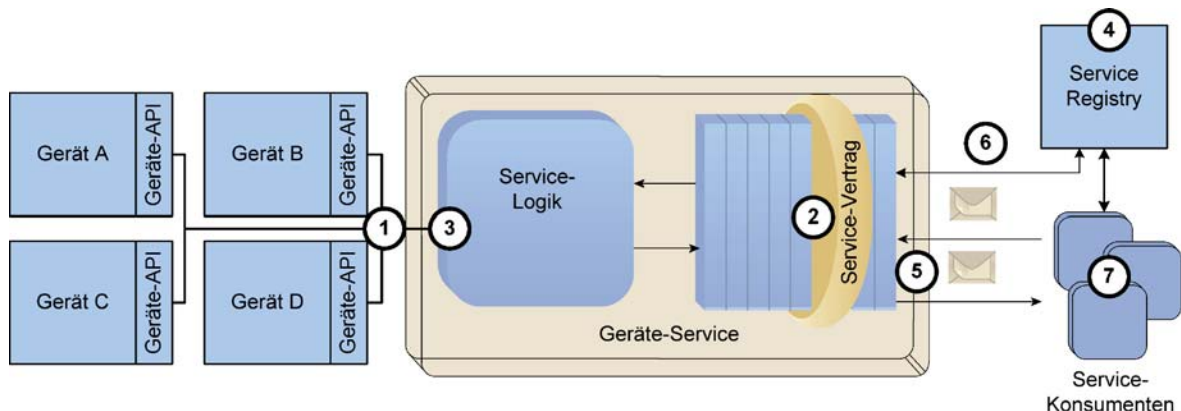 Gerät A
Geräte-API
Gerät B
Geräte-API
Gerät C
Geräte-API
Gerät D
Geräte-API
1
3
Service-
Logik
2
Service-Vertrag
Geräte-Service
5
6
4
Service
Registry
7
Service-
Konsumenten